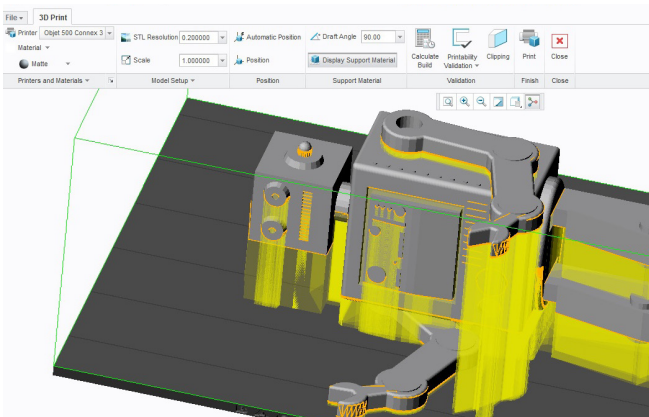 File
3D Print
Printer Objet 500 Connex 3
STL Resolution 0.200000
Automatic Position
Draft Angle 90.00
Material
Scale 1.000000
Position
Display Support Material
Matte
Calculate Build
Printability Validation
Clipping
Print
Close
Printers and Materials
Model Setup
Position
Support Material
Validation
Finish
Close